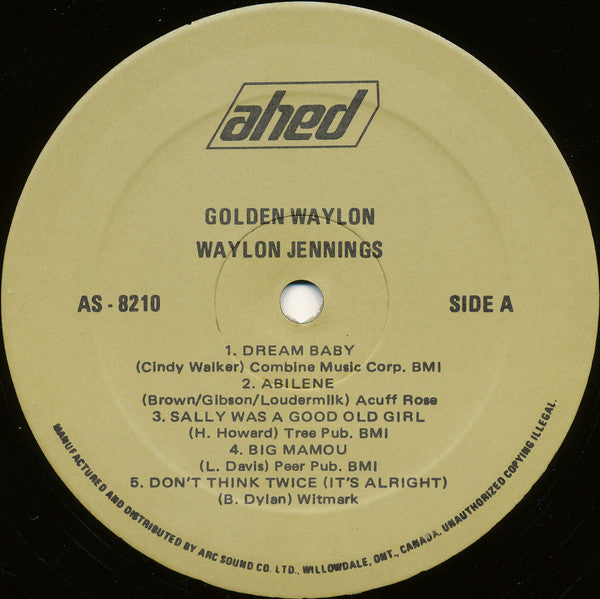 ahed
GOLDEN WAYLON
WAYLON JENNINGS
AS - 8210
SIDE A
1. DREAM BABY
(Cindy Walker) Combine Music Corp. BMI
2. ABILENE
(Brown/Gibson/Loudermilk) Acuff Rose
3. SALLY WAS A GOOD OLD GIRL
(H. Howard) Tree Pub. BMI
4. BIG MAMOU
(L. Davis) Peer Pub. BMI
5. DON'T THINK TWICE (IT'S ALRIGHT)
(B. Dylan) Witmark
MANUFACTURED AND DISTRIBUTED BY ARC SOUND CO. LTD., WILLOWDALE, ONT., CANADA. UNAUTHORIZED COPYING ILLEGAL.